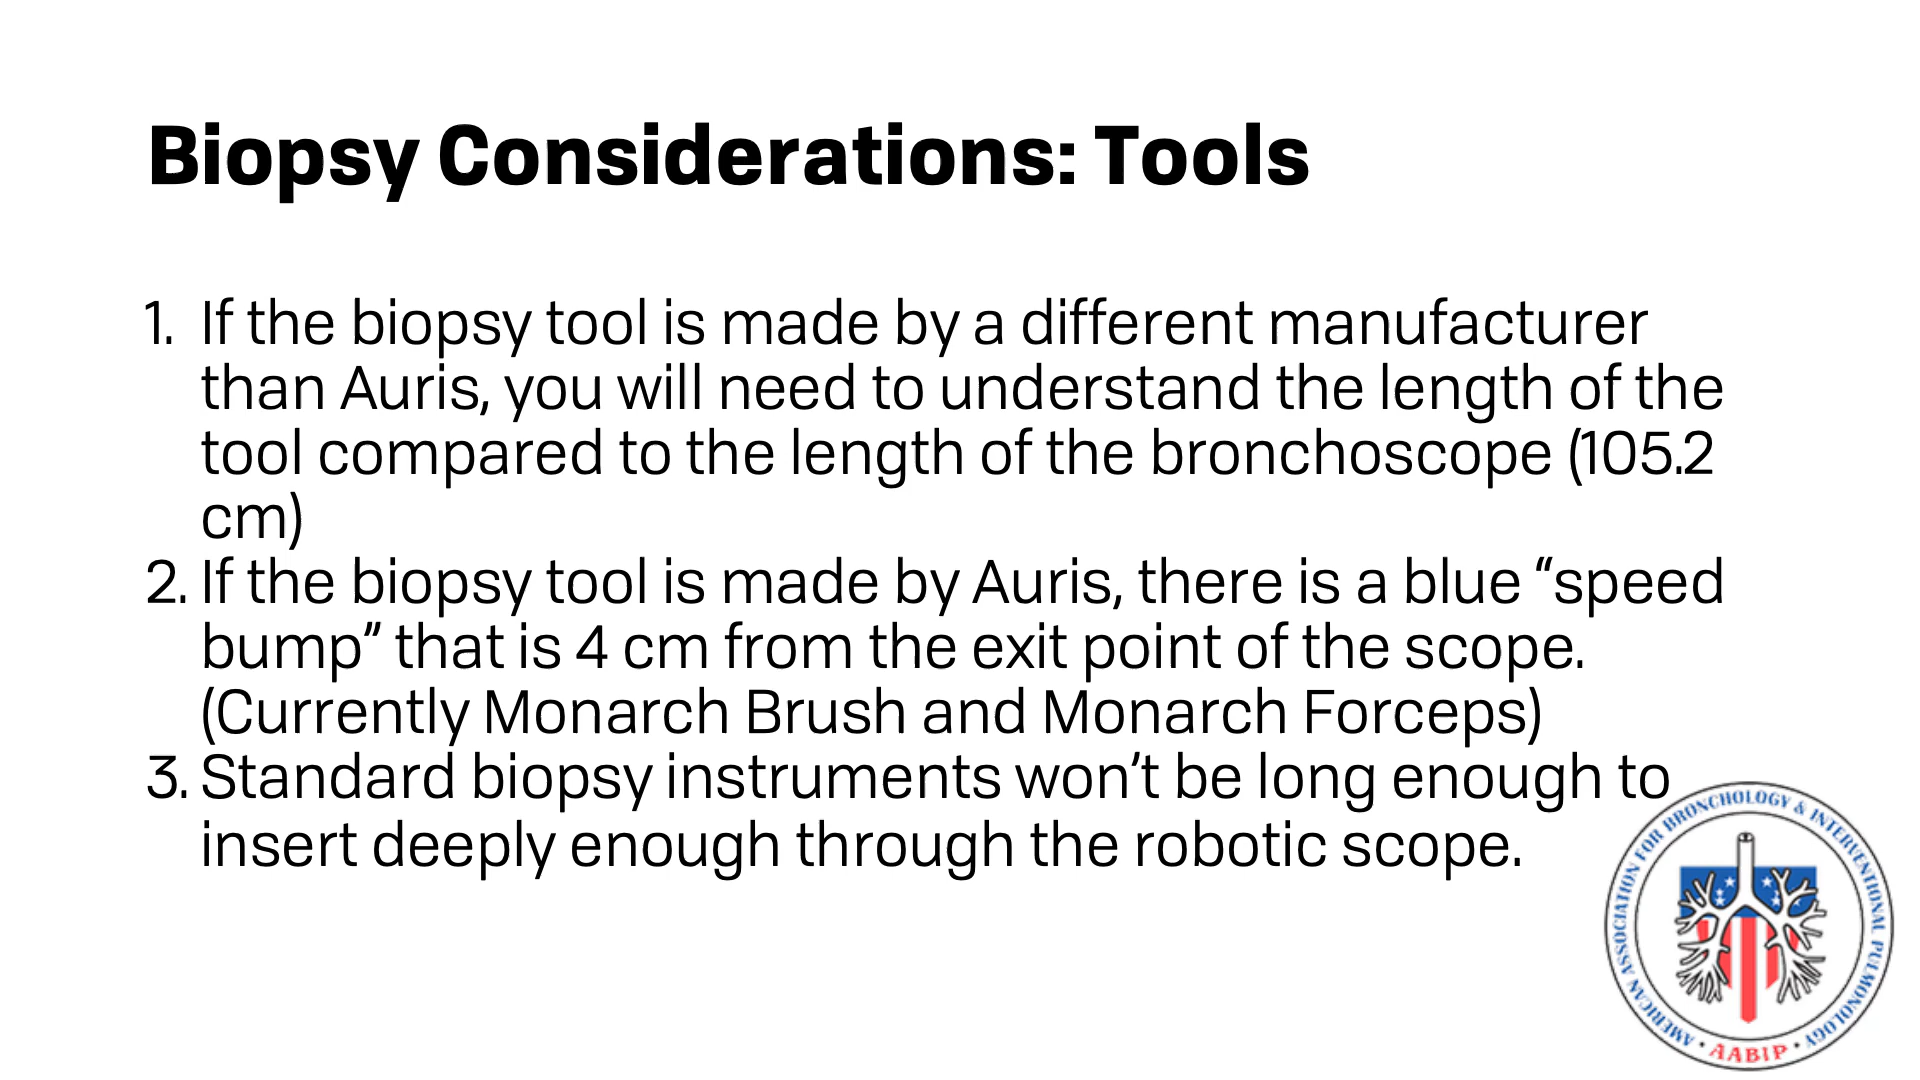 Biopsy Considerations: Tools
1. If the biopsy tool is made by a different manufacturer
than Auris, you will need to understand the length of the
tool compared to the length of the bronchoscope (105.2
cm)
2. If the biopsy tool is made by Auris, there is a blue “speed
bump” that is 4 cm from the exit point of the scope.
(Currently Monarch Brush and Monarch Forceps)
3. Standard biopsy instruments won’t be long enough to
insert deeply enough through the robotic scope.
AMERICAN ASSOCIATION FOR BRONCHOLOGY & INTERVENTIONAL PULMONOLOGY
• AABIP •